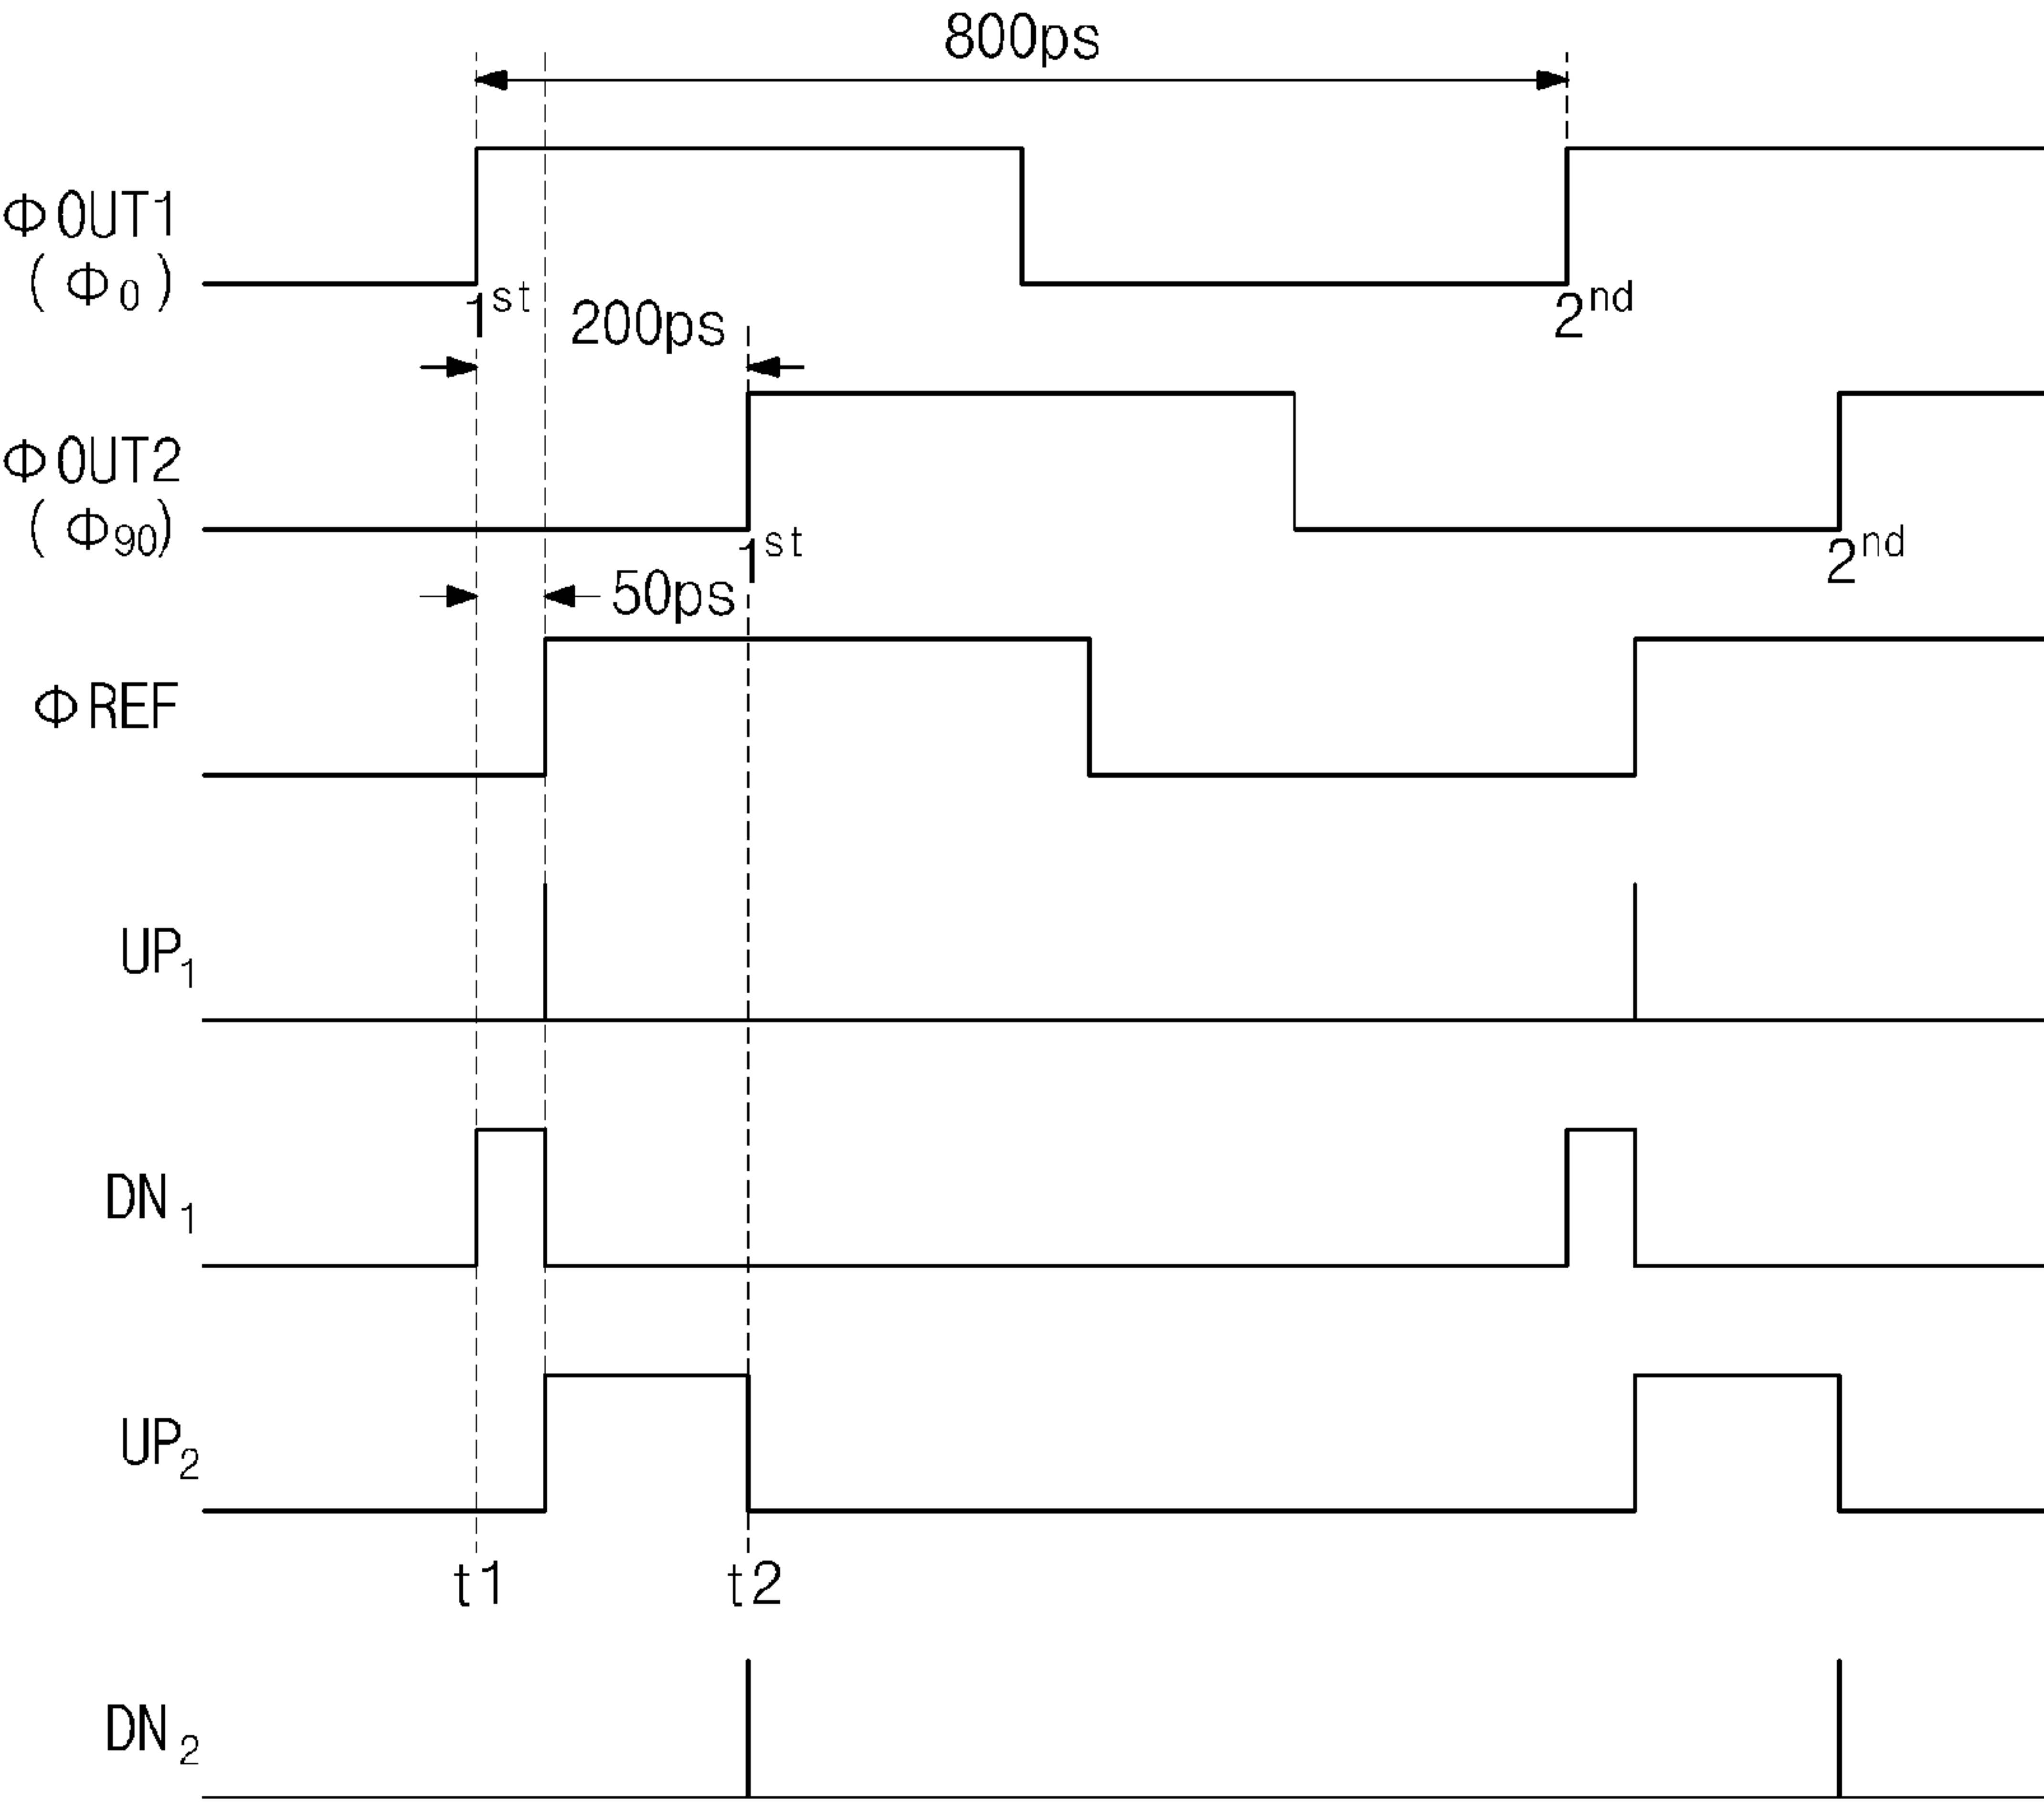 800ps
ΦOUT1
(Φ0)
1st
2nd
200ps
ΦOUT2
(Φ90)
1st
2nd
50ps
ΦREF
UP1
DN1
UP2
t1
t2
DN2